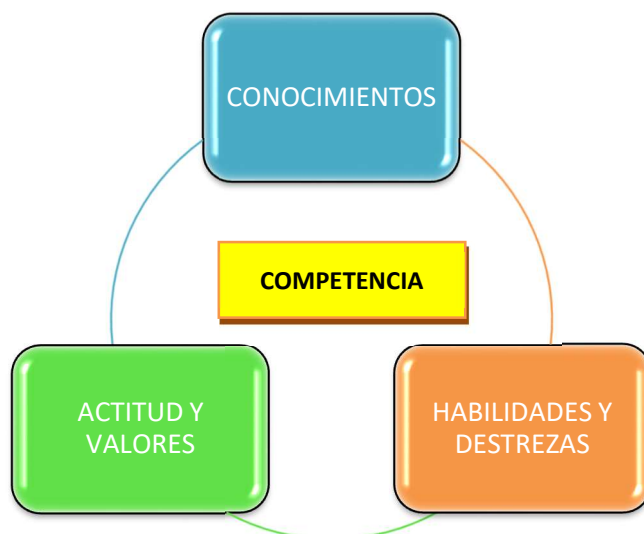 CONOCIMIENTOS
COMPETENCIA
ACTITUD Y
VALORES
HABILIDADES Y
DESTREZAS